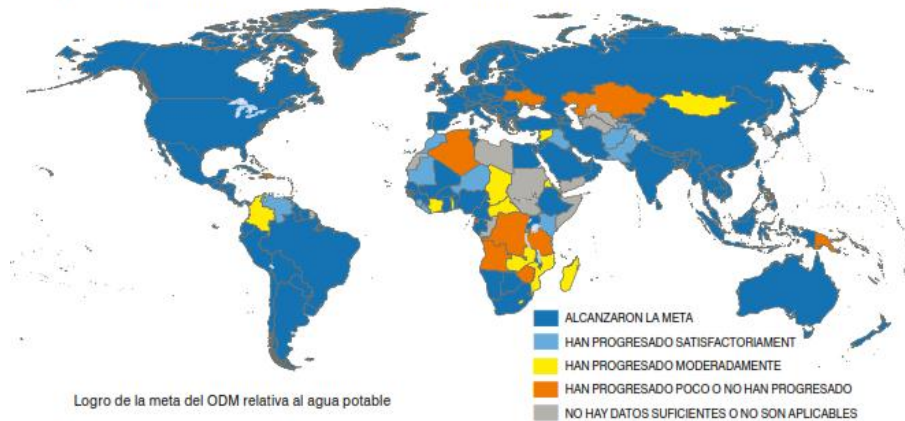 ALCANZARON LA META
HAN PROGRESADO SATISFACTORIAMENT
HAN PROGRESADO MODERADAMENTE
HAN PROGRESADO POCO O NO HAN PROGRESADO
NO HAY DATOS SUFICIENTES O NO SON APLICABLES
Logro de la meta del ODM relativa al agua potable